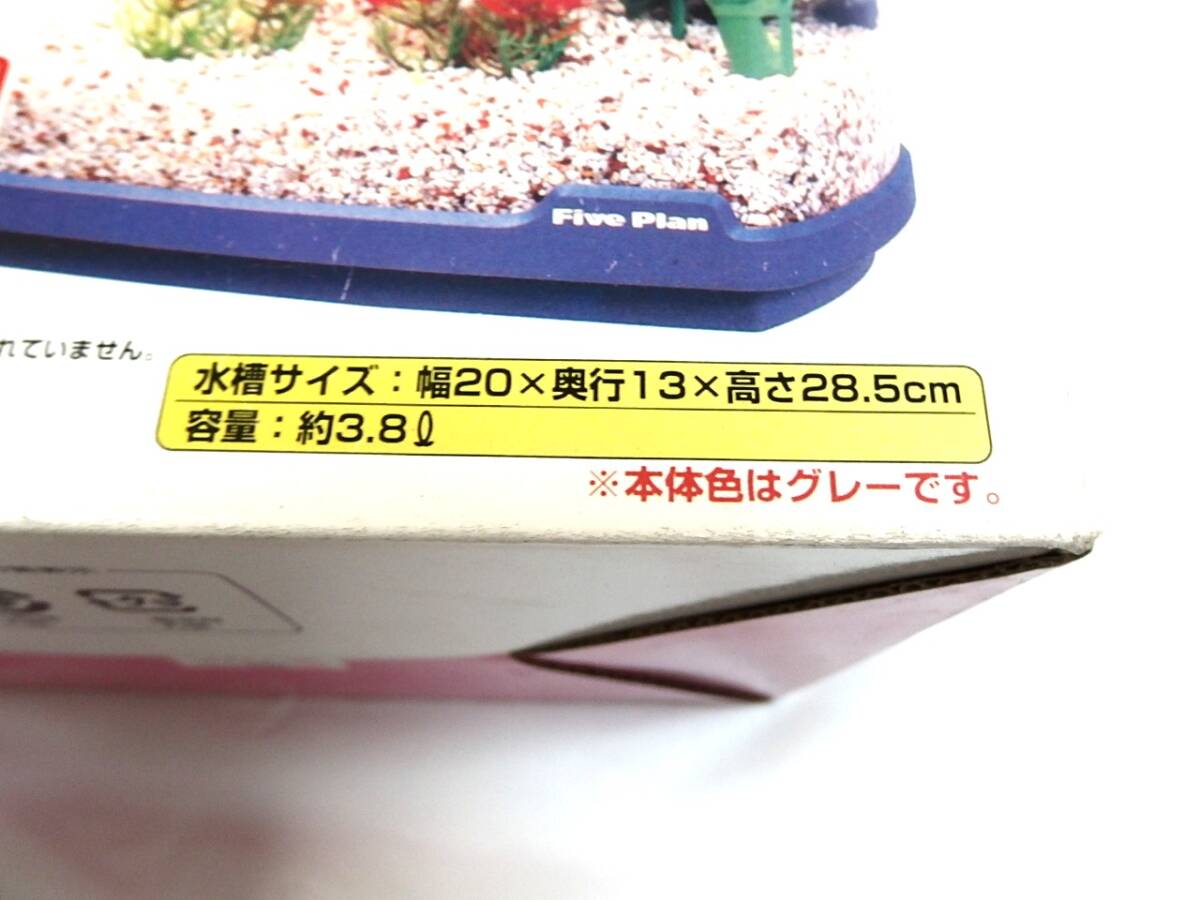 Five Plan
れていません。
水槽サイズ：幅20×奥行13×高さ28.5cm
容量：約3.8ℓ
※本体色はグレーです。